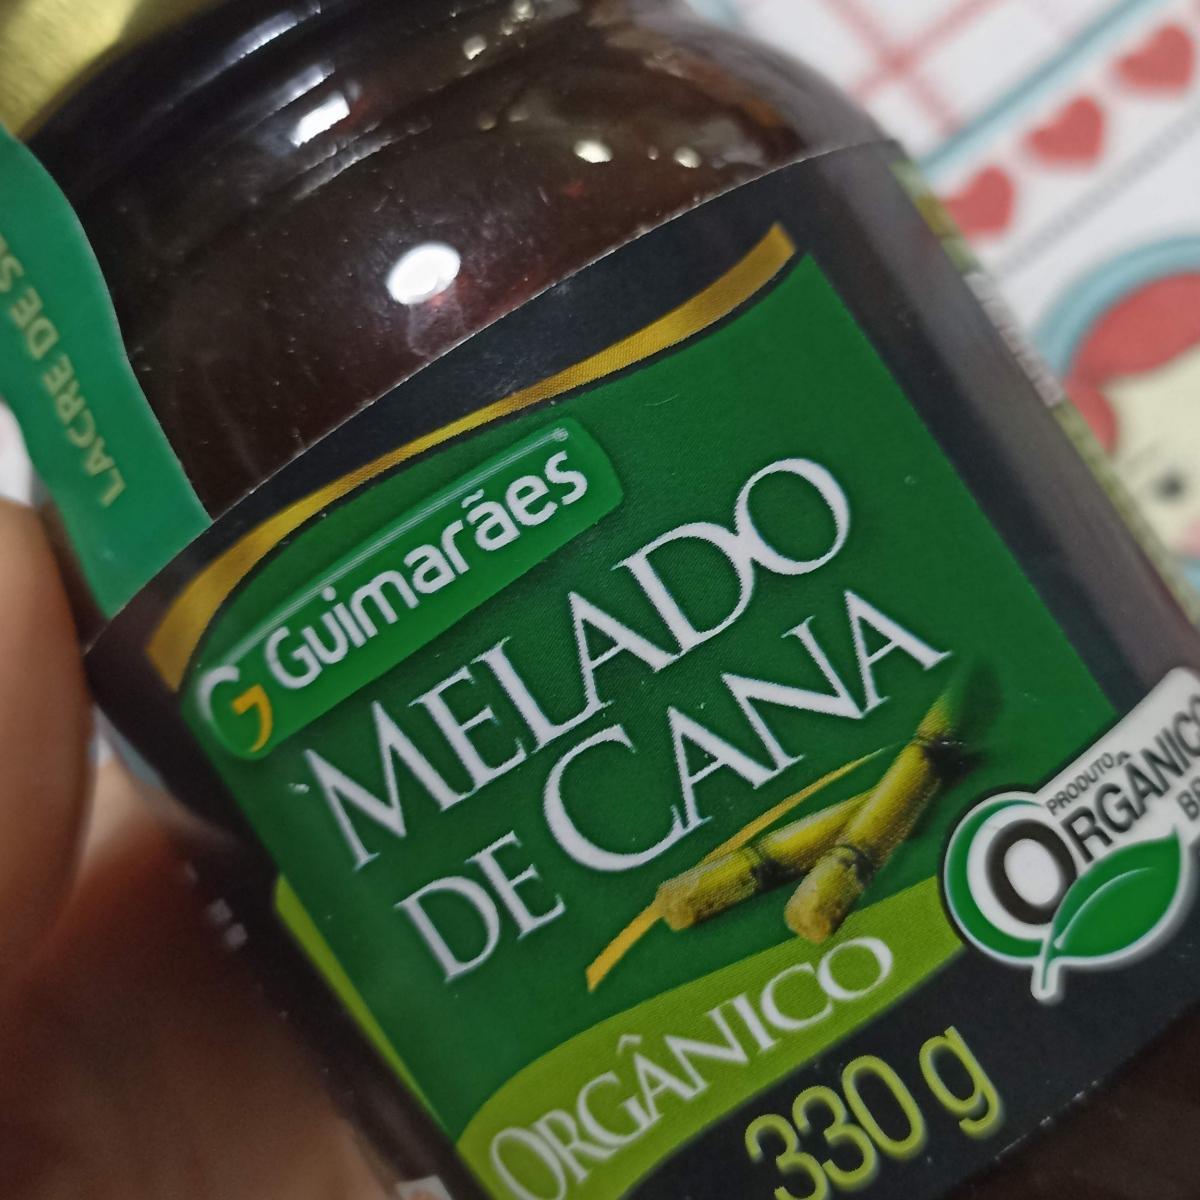 LACRE DE
Guimarães
MELADO
DE CANA
ORGÂNICO
330 g
PRODUTO
ORGÂNICO